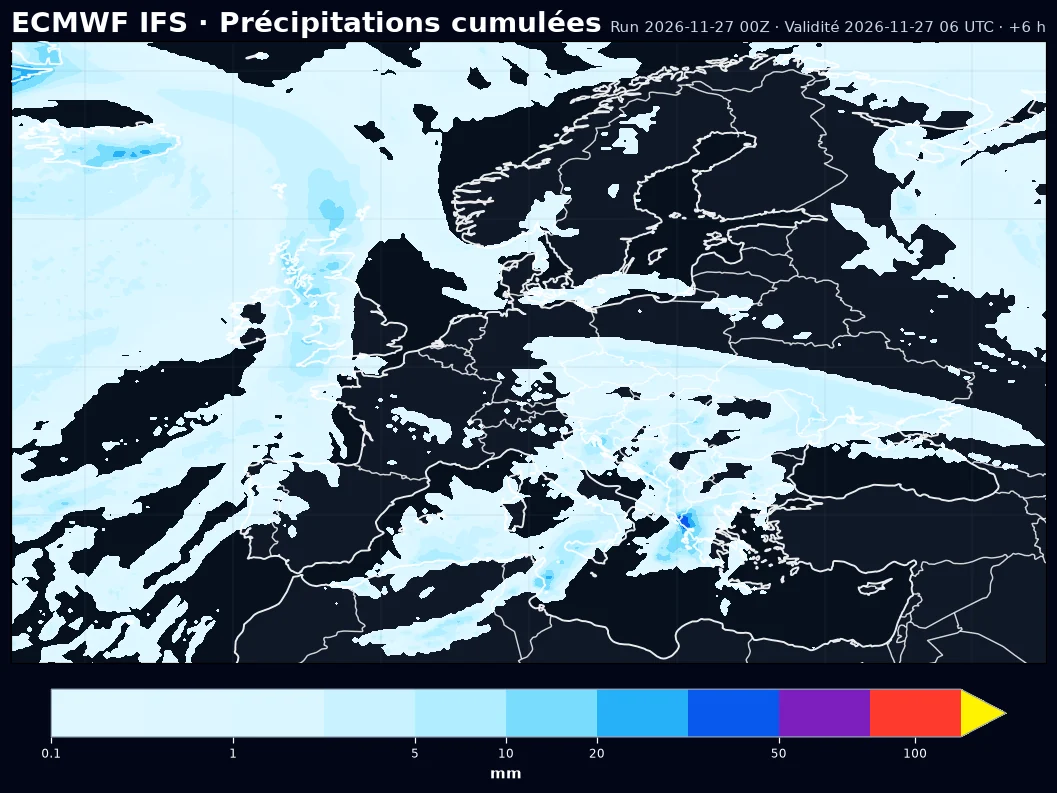 ECMWF IFS · Précipitations cumulées
Run 2026-11-27 00Z · Validité 2026-11-27 06 UTC · +6 h
0.1 1 5 10 20 50 100
mm